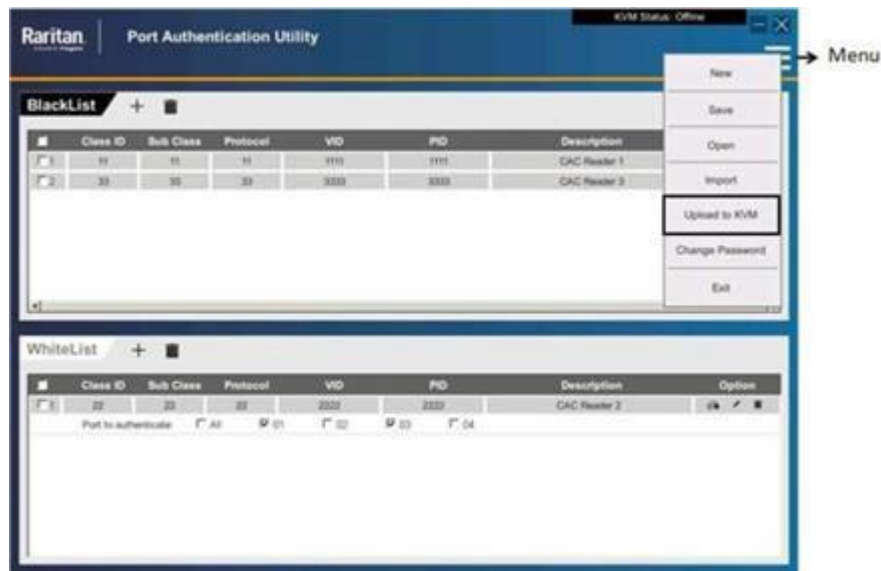 KVM Status: Offline
Raritan.
Port Authentication Utility
Menu
New
Save
Open
Import
Upload to KVM
Change Password
Exit
BlackList +
Class ID Sub Class Protocol VID PID Description
1 11 11 11 1111 1111 CAC Reader 1
2 33 33 33 3333 3333 CAC Reader 3
WhiteList +
Class ID Sub Class Protocol VID PID Description Option
1 22 22 22 2222 2222 CAC Reader 2
Port to authenticate All 01 02 03 04